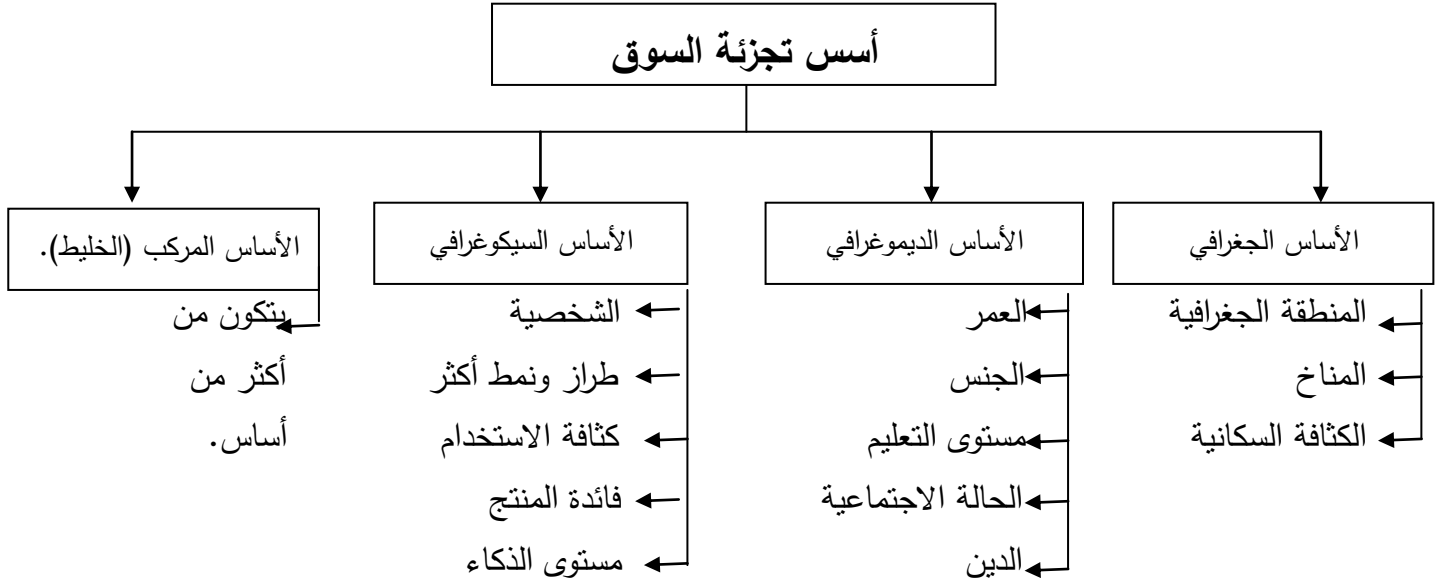 أسس تجزئة السوق
الأساس الجغرافي
المنطقة الجغرافية
المناخ
الكثافة السكانية
الأساس الديموغرافي
العمر
الجنس
مستوى التعليم
الحالة الاجتماعية
الدين
الأساس السيكوغرافي
الشخصية
طراز ونمط أكثر
كثافة الاستخدام
فائدة المنتج
مستوى الذكاء
الأساس المركب (الخليط).
يتكون من
أكثر من
أساس.